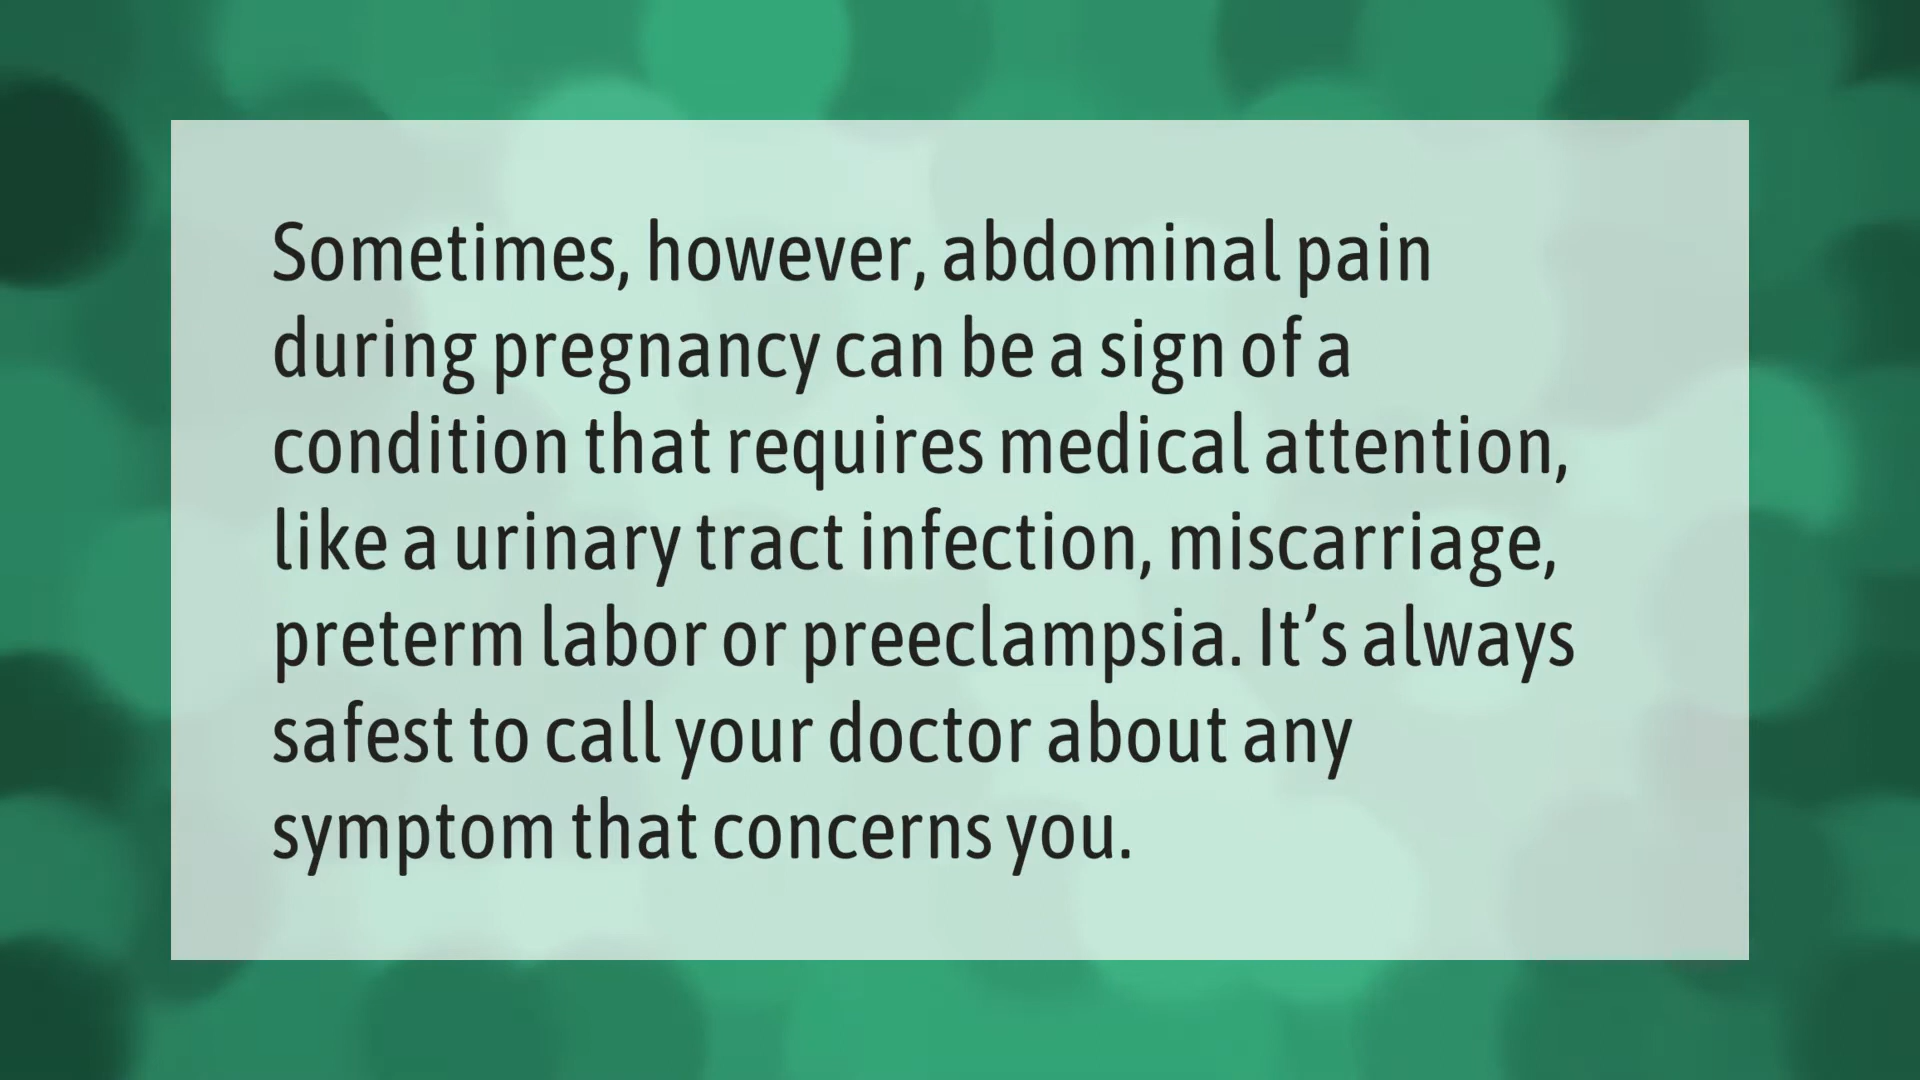 Sometimes, however, abdominal pain
during pregnancy can be a sign of a
condition that requires medical attention,
like a urinary tract infection, miscarriage,
preterm labor or preeclampsia. It’s always
safest to call your doctor about any
symptom that concerns you.